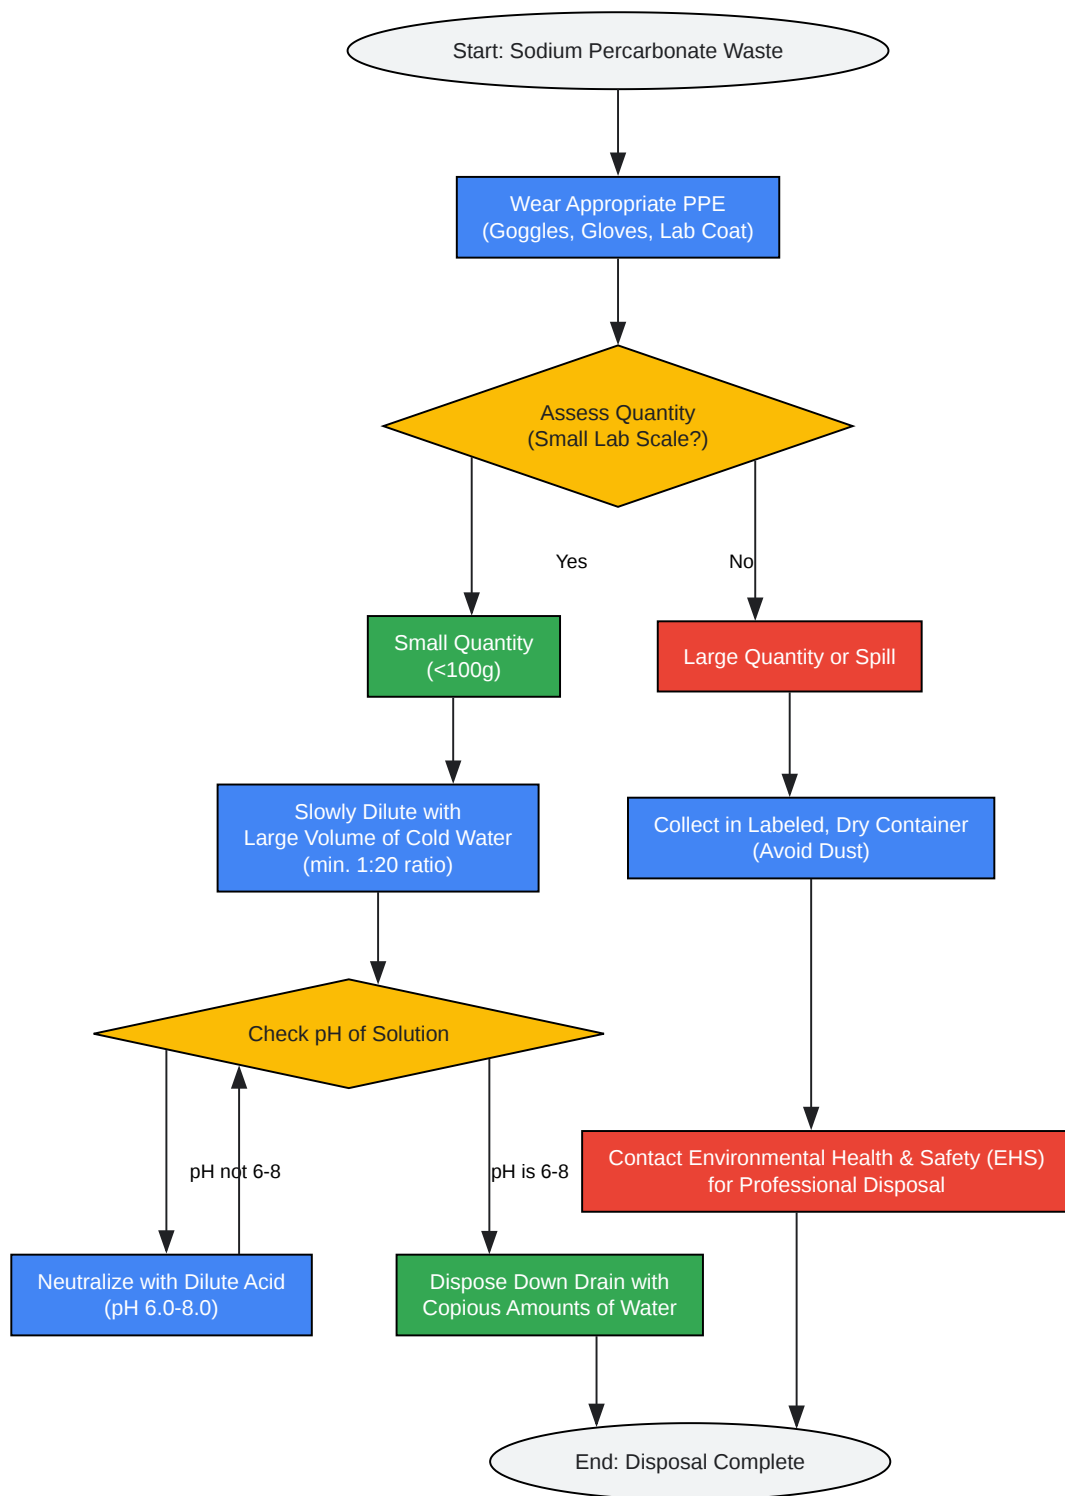 Start: Sodium Percarbonate Waste
Wear Appropriate PPE
(Goggles, Gloves, Lab Coat)
Assess Quantity
(Small Lab Scale?)
Yes
No
Small Quantity
(<100g)
Large Quantity or Spill
Slowly Dilute with
Large Volume of Cold Water
(min. 1:20 ratio)
Collect in Labeled, Dry Container
(Avoid Dust)
Check pH of Solution
pH not 6-8
pH is 6-8
Contact Environmental Health & Safety (EHS)
for Professional Disposal
Neutralize with Dilute Acid
(pH 6.0-8.0)
Dispose Down Drain with
Copious Amounts of Water
End: Disposal Complete